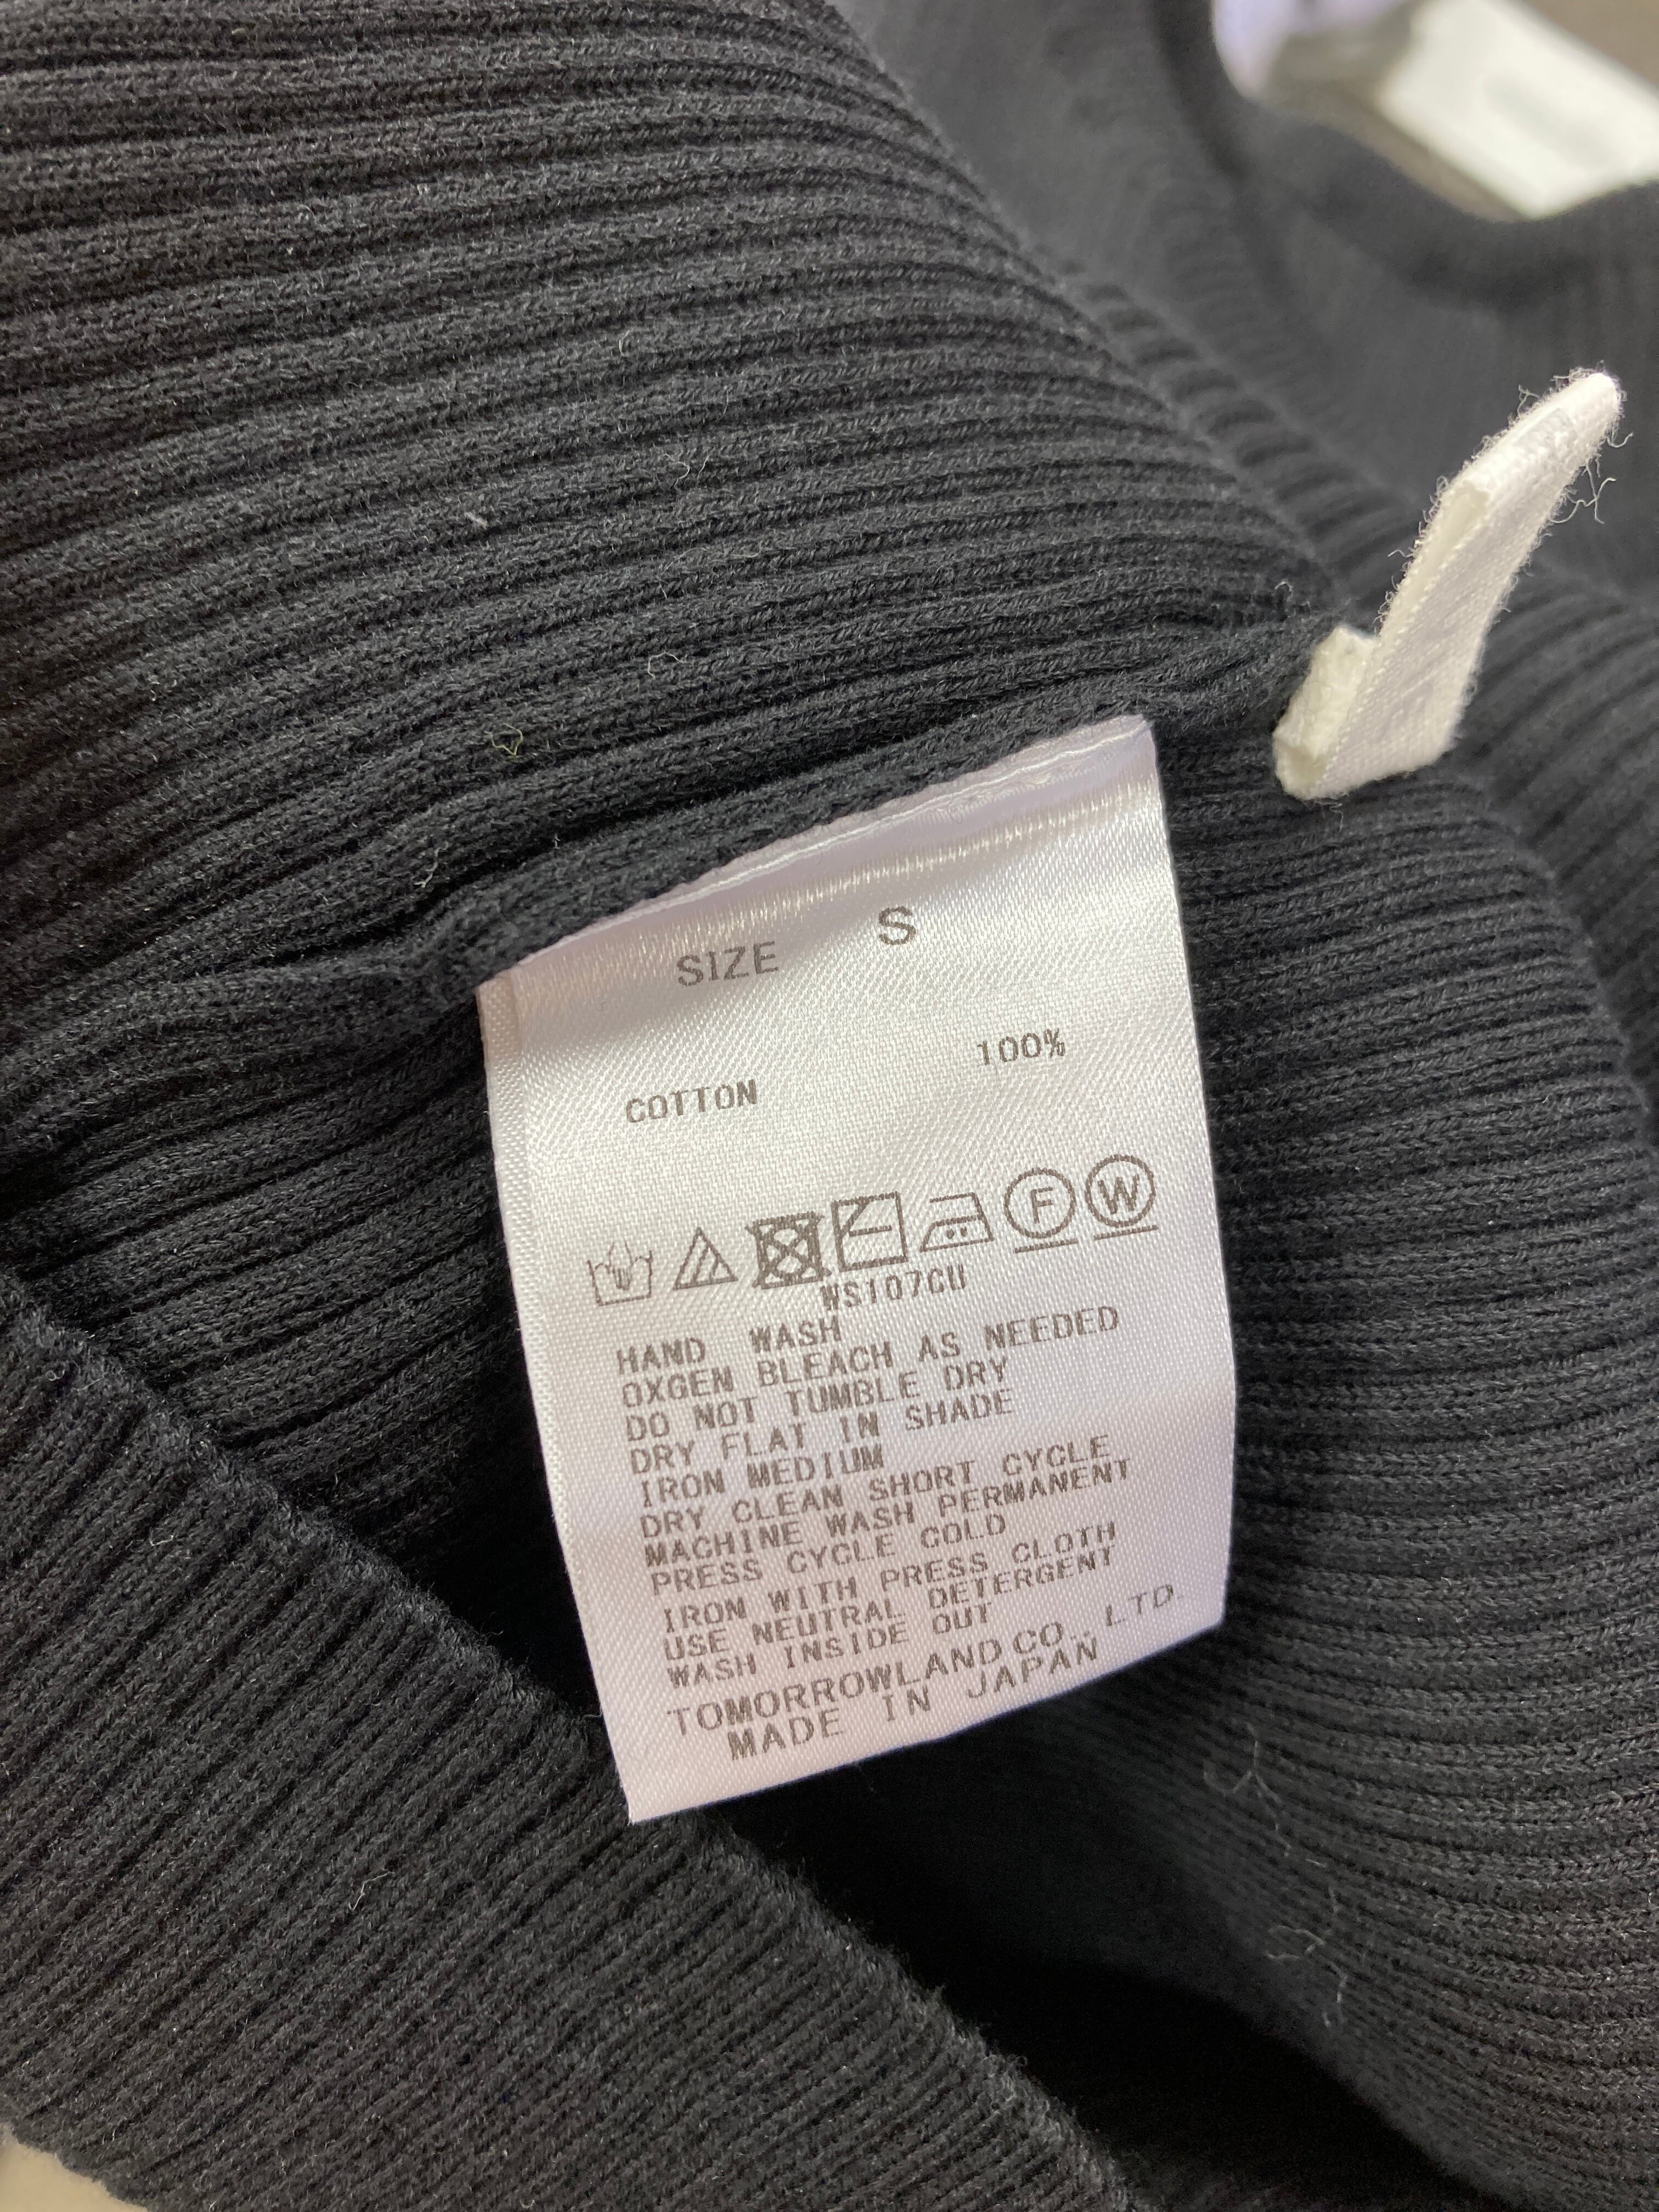 SIZE S
COTTON 100%
F W
WS107CU
HAND WASH
OXGEN BLEACH AS NEEDED
DO NOT TUMBLE DRY
DRY FLAT IN SHADE
IRON MEDIUM
DRY CLEAN SHORT CYCLE
MACHINE WASH PERMANENT
PRESS CYCLE COLD
IRON WITH PRESS CLOTH
USE NEUTRAL DETERGENT
WASH INSIDE OUT
TOMORROWLAND CO., LTD.
MADE IN JAPAN